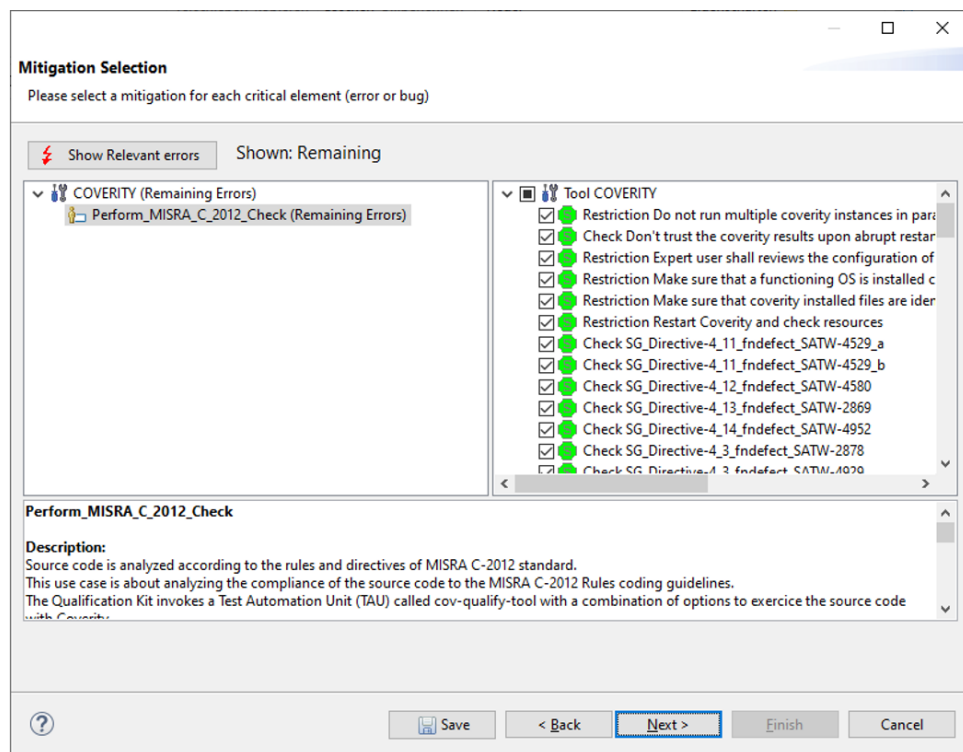 Mitigation Selection
Please select a mitigation for each critical element (error or bug)
Show Relevant errors Shown: Remaining
COVERITY (Remaining Errors)
Perform_MISRA_C_2012_Check (Remaining Errors)
Tool COVERITY
Restriction Do not run multiple coverity instances in para
Check Don't trust the coverity results upon abrupt restar
Restriction Expert user shall reviews the configuration of
Restriction Make sure that a functioning OS is installed c
Restriction Make sure that coverity installed files are iden
Restriction Restart Coverity and check resources
Check SG_Directive-4_11_fndefect_SATW-4529_a
Check SG_Directive-4_11_fndefect_SATW-4529_b
Check SG_Directive-4_12_fndefect_SATW-4580
Check SG_Directive-4_13_fndefect_SATW-2869
Check SG_Directive-4_14_fndefect_SATW-4952
Check SG_Directive-4_3_fndefect_SATW-2878
Check SG_Directive-4_3_fndefect_SATW-4929
Perform_MISRA_C_2012_Check
Description:
Source code is analyzed according to the rules and directives of MISRA C-2012 standard.
This use case is about analyzing the compliance of the source code to the MISRA C-2012 Rules coding guidelines.
The Qualification Kit invokes a Test Automation Unit (TAU) called cov-qualify-tool with a combination of options to exercice the source code
with Coverity
? Save < Back Next > Finish Cancel